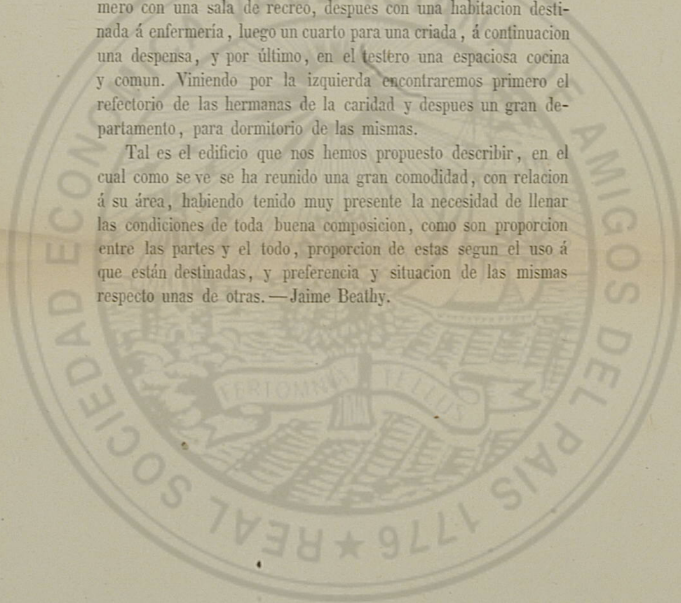 mero con una sala de recreo, despues con una habitacion desti-
nada á enfermería, luego un cuarto para una criada, á continuacion
una despensa, y por último, en el testero una espaciosa cocina
y comun. Viniendo por la izquierda encontraremos primero el
refectorio de las hermanas de la caridad y despues un gran de-
partamento, para dormitorio de las mismas.
Tal es el edificio que nos hemos propuesto describir, en el
cual como se ve se ha reunido una gran comodidad, con relacion
á su área, habiendo tenido muy presente la necesidad de llenar
las condiciones de toda buena composicion, como son proporcion
entre las partes y el todo, proporcion de estas segun el uso á
que están destinadas, y preferencia y situacion de las mismas
respecto unas de otras.—Jaime Beathy.
REAL SOCIEDAD ECONÓ AMIGOS DEL PAIS 1776 ★
FERT OMNIA TELLUS